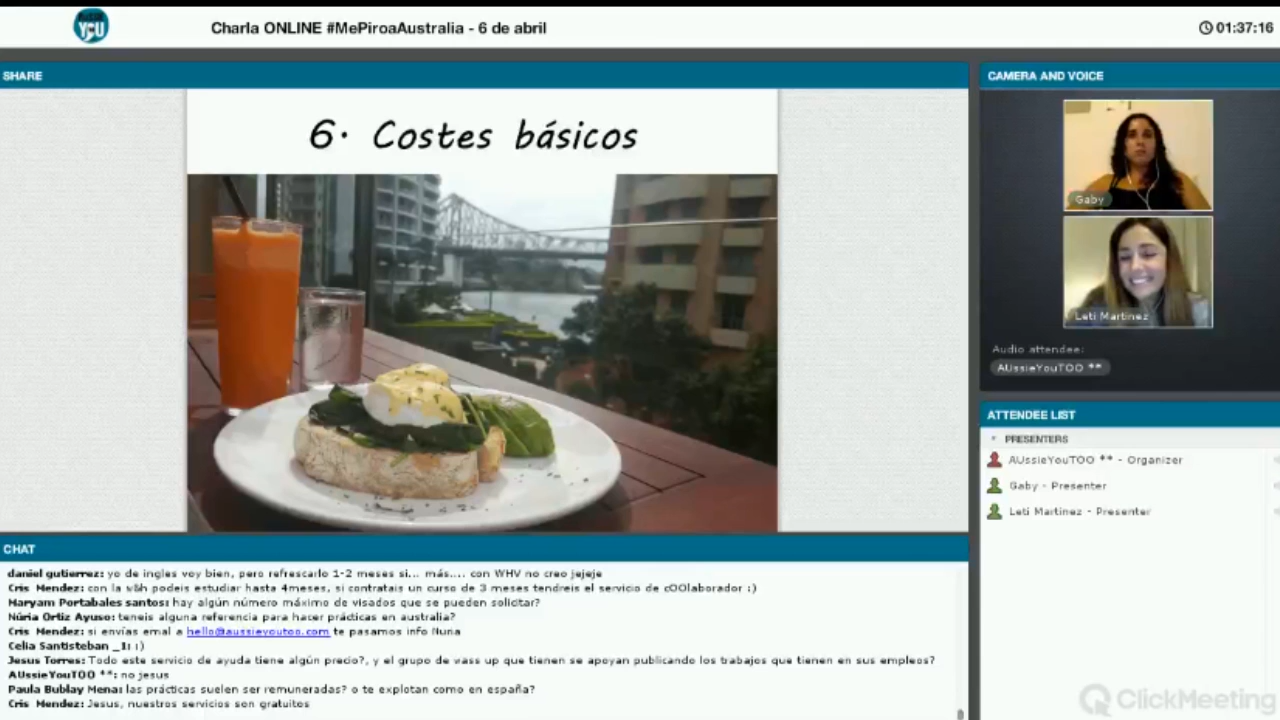 YOU
Charla ONLINE #MePiroaAustralia - 6 de abril
01:37:16
SHARE
6. Costes básicos
CAMERA AND VOICE
Gaby
Leti Martinez
Audio attendee:
AUssieYouTOO **
ATTENDEE LIST
PRESENTERS
AUssieYouTOO ** - Organizer
Gaby - Presenter
Leti Martinez - Presenter
CHAT
daniel gutierrez: yo de ingles voy bien, pero refrescarlo 1-2 meses si... más.... con WHV no creo jejeje
Cris Mendez: con la w&h podeis estudiar hasta 4meses, si contratais un curso de 3 meses tendreis el servicio de cOOlaborador :)
Maryam Portabales santos: hay algún número máximo de visados que se pueden solicitar?
Núria Ortiz Ayuso: teneis alguna referencia para hacer prácticas en australia?
Cris Mendez: si envías emal a hello@aussieyoutoo.com te pasamos info Nuria
Celia Santisteban _1: :)
Jesus Torres: Todo este servicio de ayuda tiene algún precio?, y el grupo de wass up que tienen se apoyan publicando los trabajos que tienen en sus empleos?
AUssieYouTOO **: no jesus
Paula Bublay Mena: las prácticas suelen ser remuneradas? o te explotan como en españa?
Cris Mendez: Jesus, nuestros servicios son gratuitos
ClickMeeting